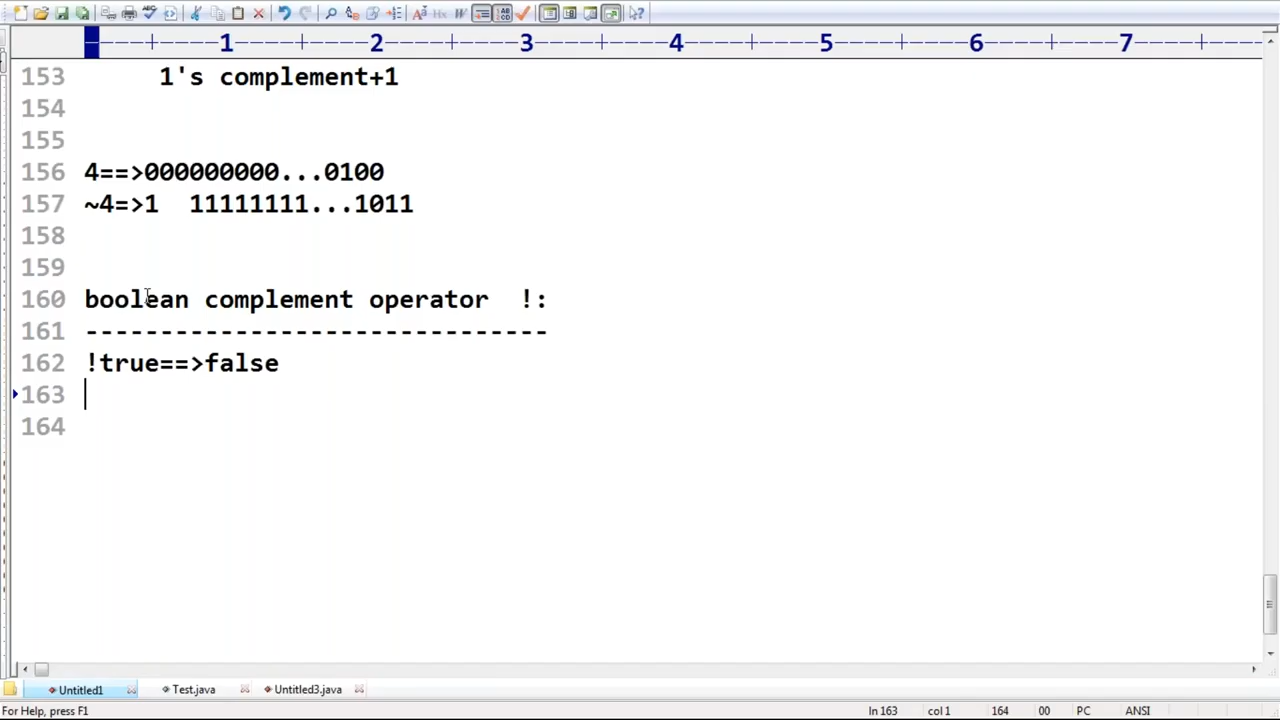 1 2 3 4 5 6 7
153 1's complement+1
154
155
156 4==>000000000...0100
157 ~4=>1  11111111...1011
158
159
160 boolean complement operator  !:
161 -------------------------------
162 !true==>false
163
164
Untitled1 Test.java Untitled3.java
For Help, press F1 ln 163 col 1 164 00 PC ANSI